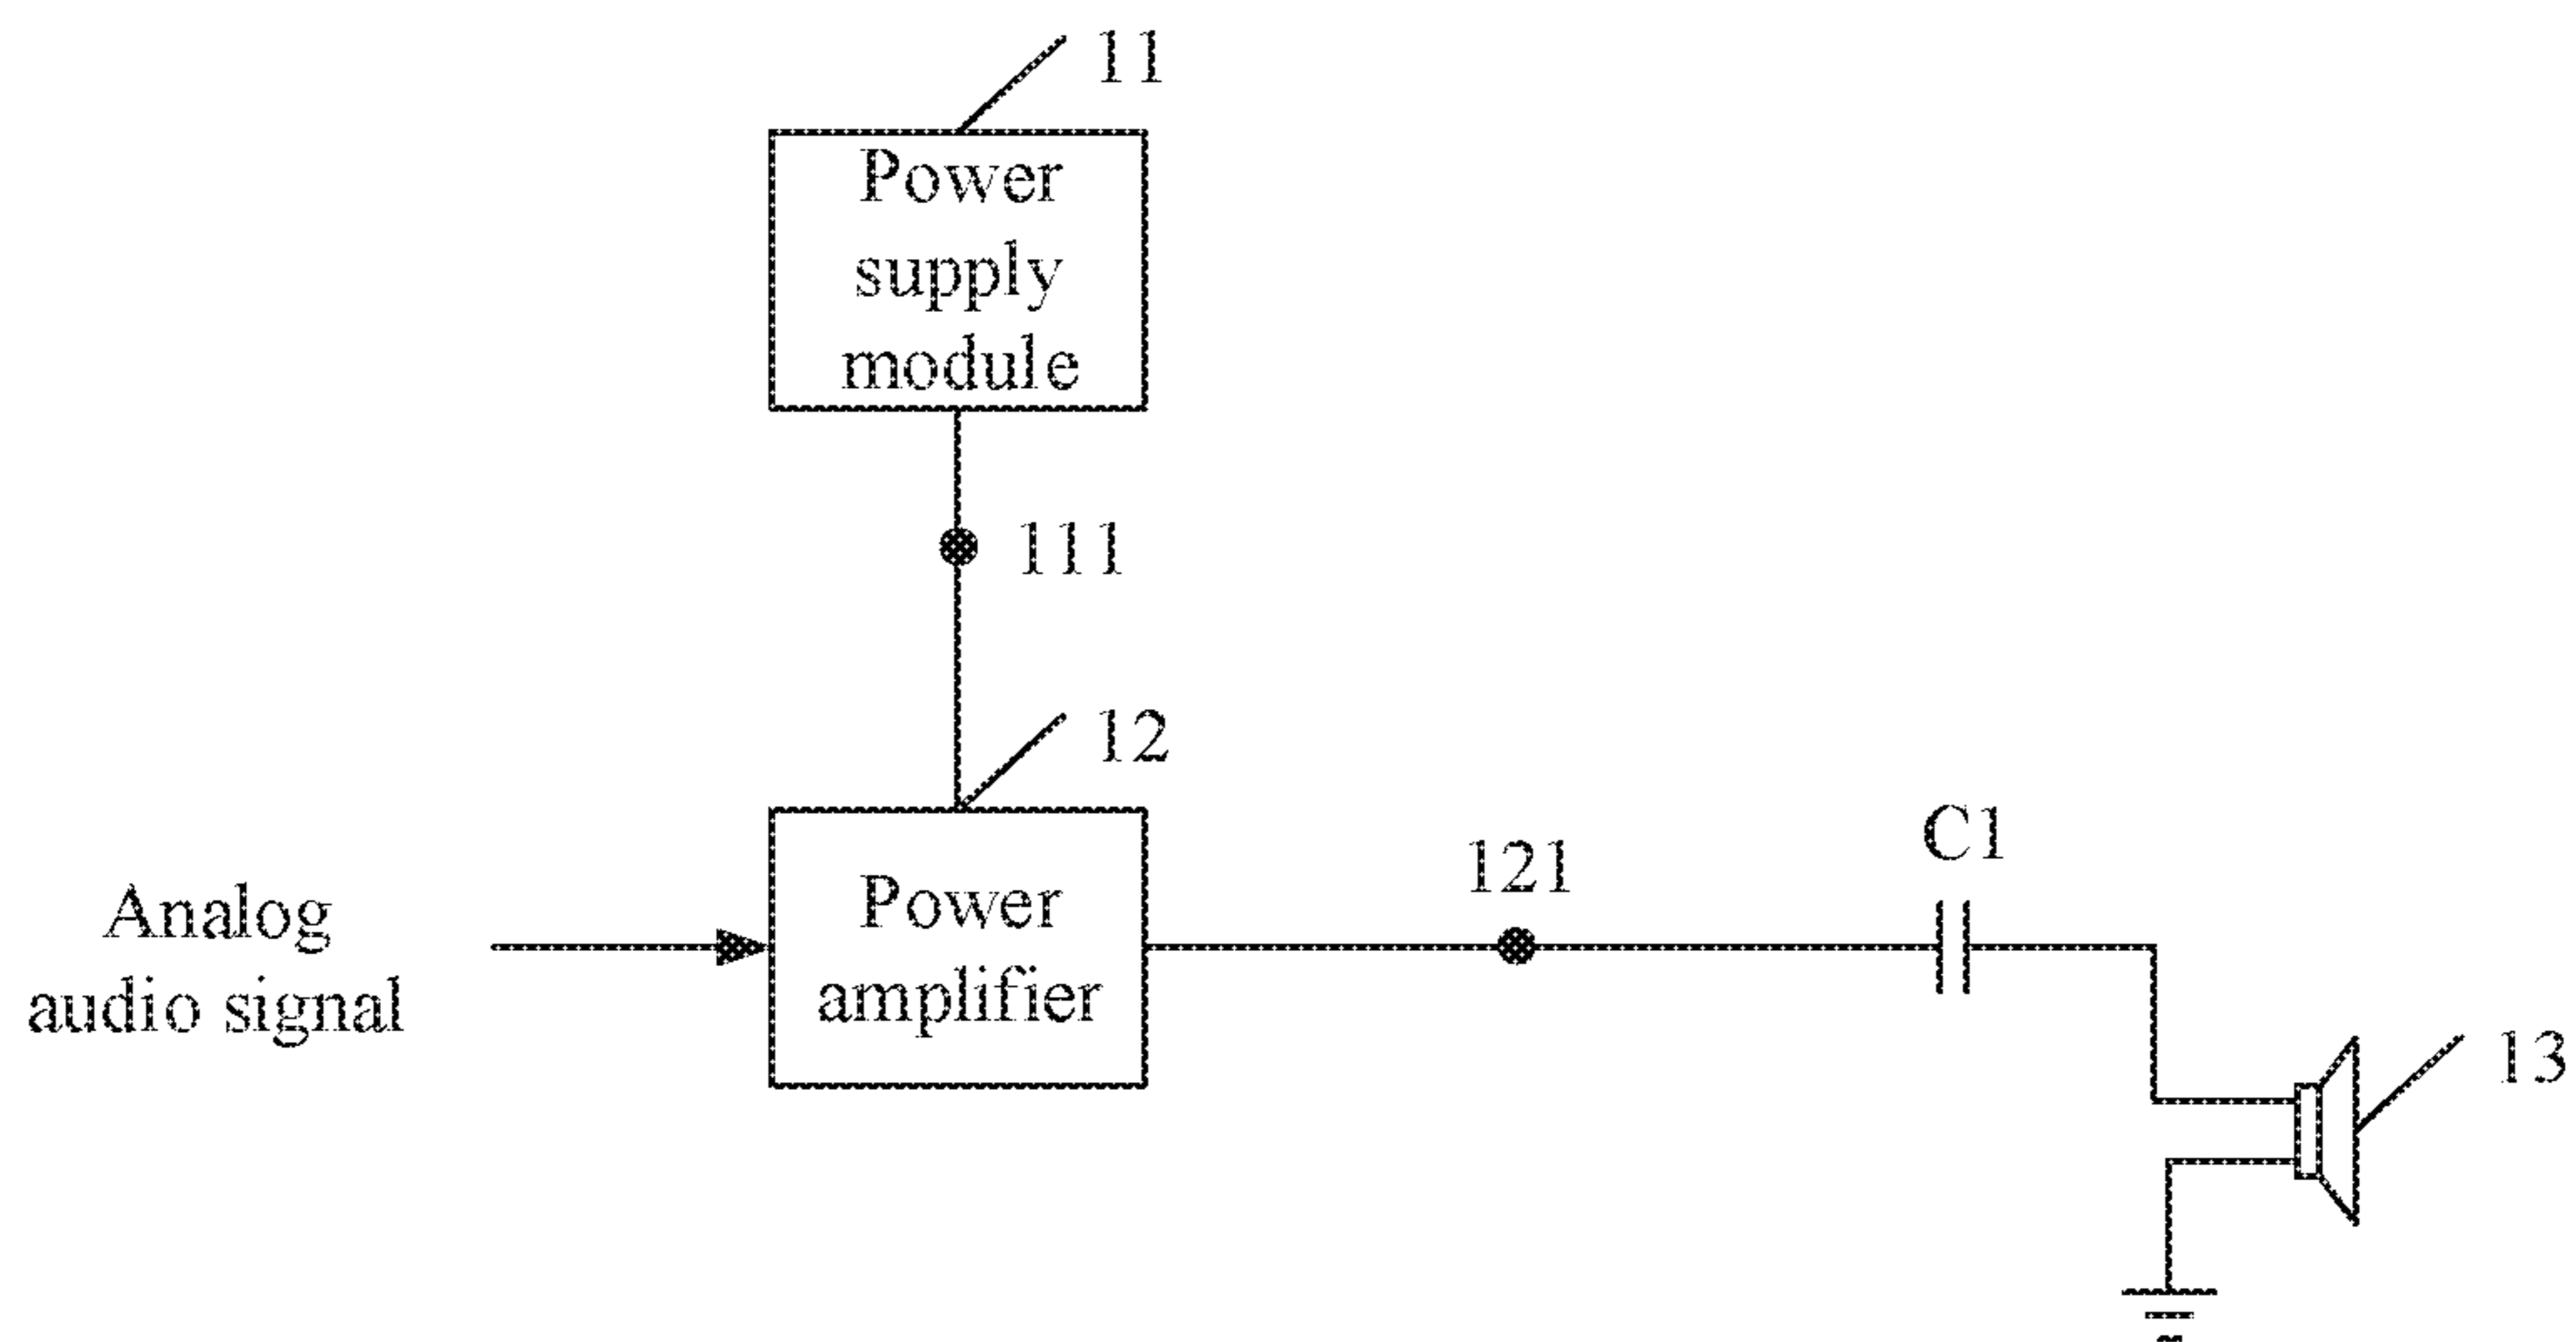 11
Power
supply
module
111
12
Power
amplifier
Analog
audio signal
121
C1
13